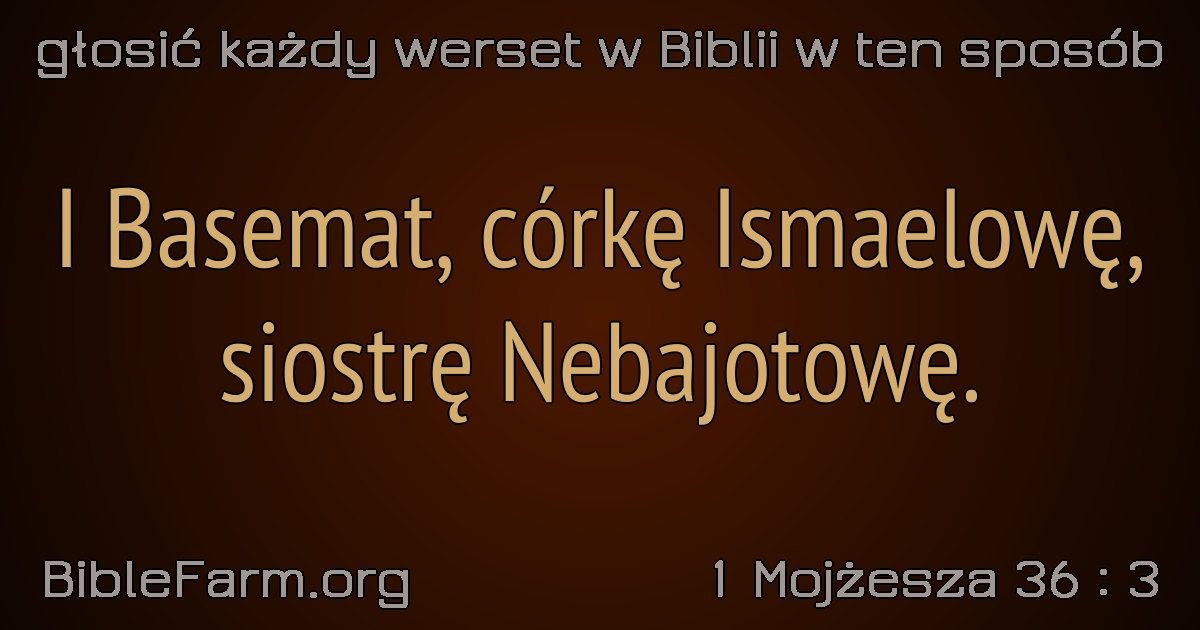 głosić każdy werset w Biblii w ten sposób
I Basemat, córkę Ismaelowę,
siostrę Nebajotowę.
BibleFarm.org
1 Mojżesza 36 : 3